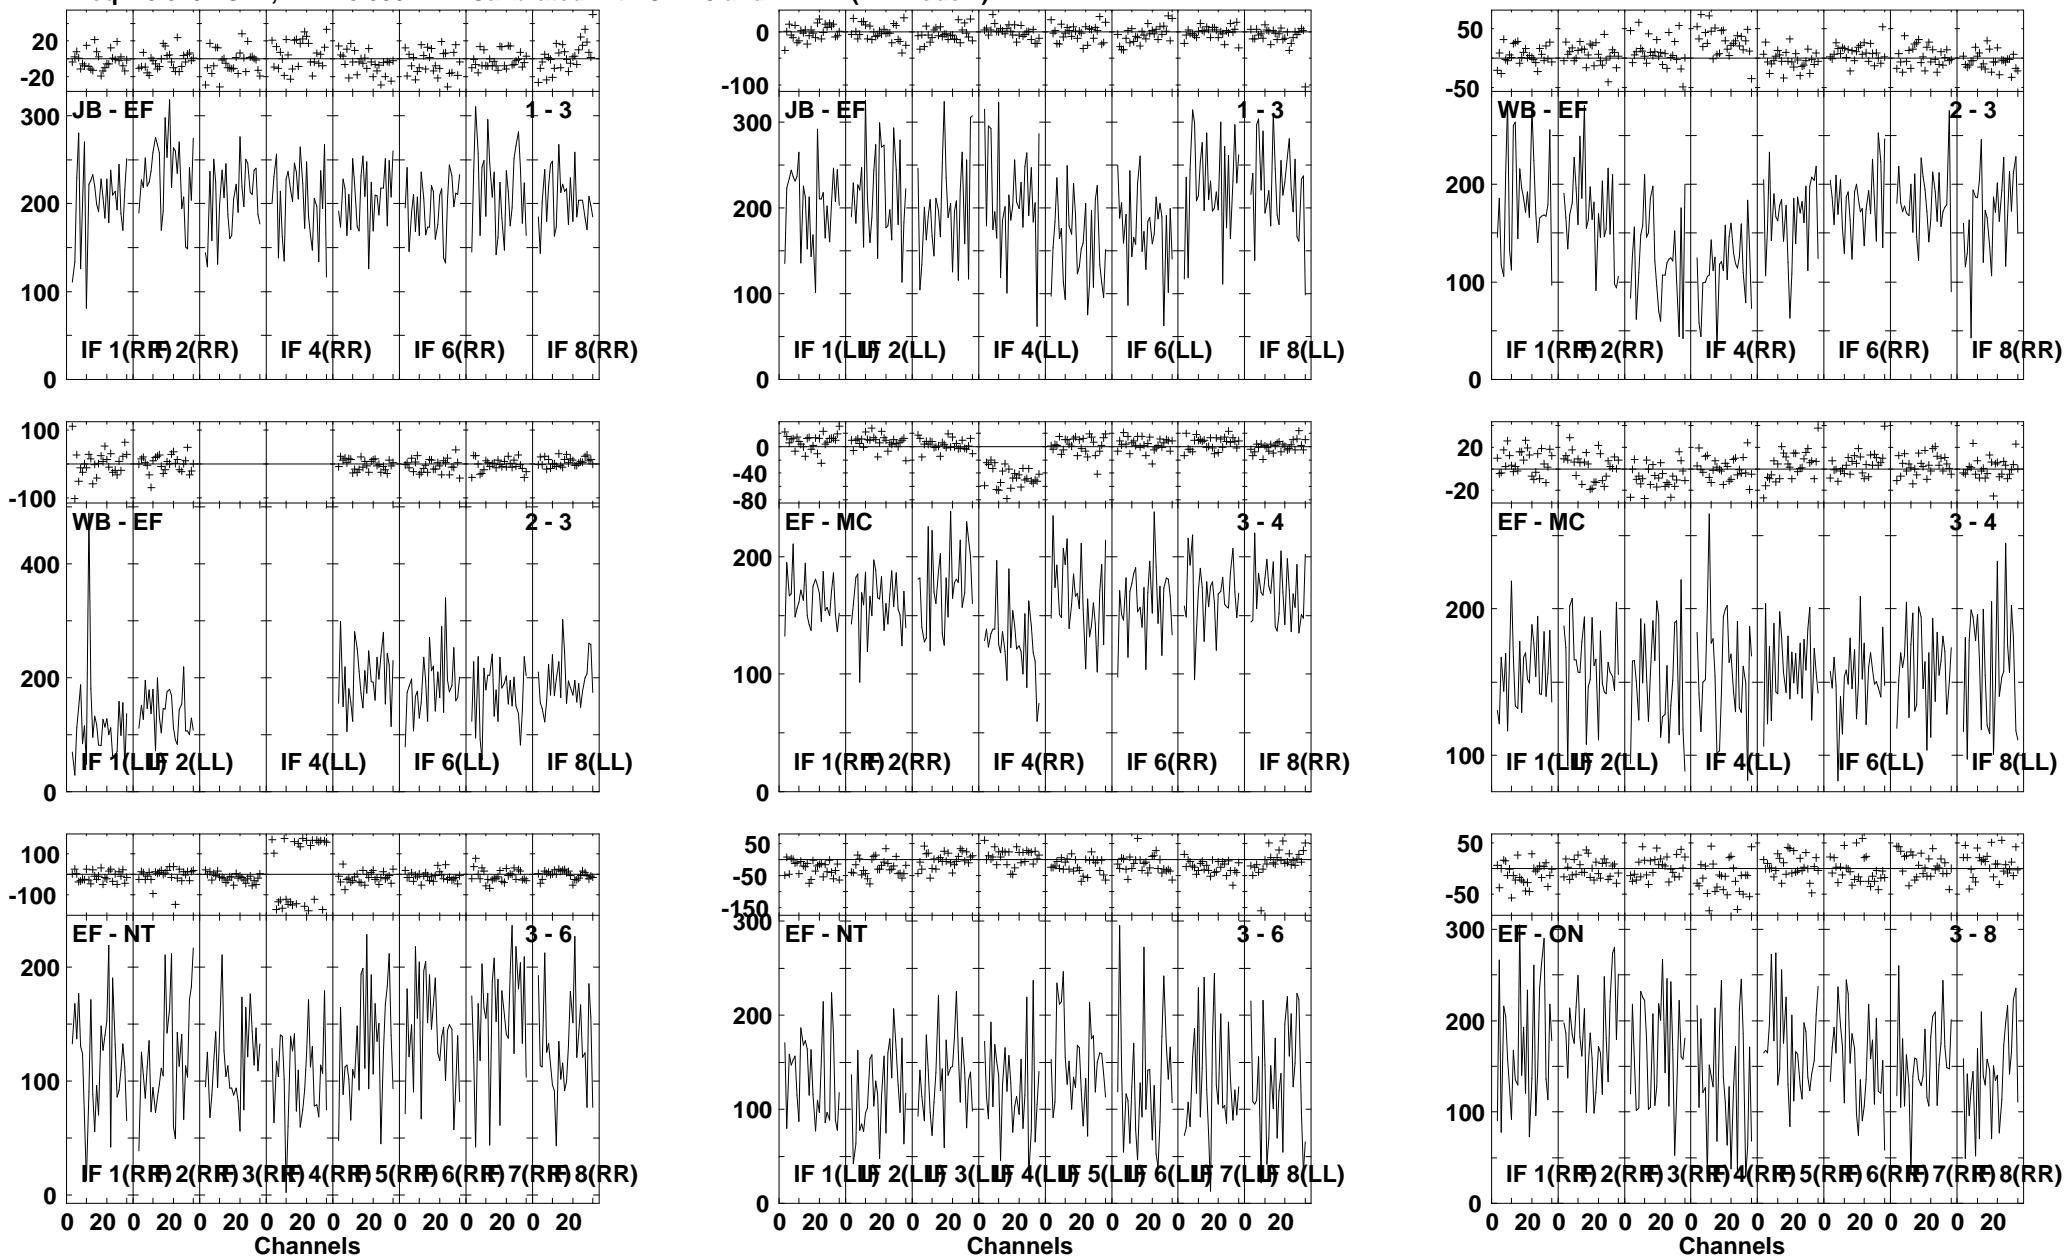 20
-20
300
200
100
0
JB - EF 1 - 3
IF 1(RR) IF 2(RR) IF 4(RR) IF 6(RR) IF 8(RR)
0
-100
300
200
100
0
JB - EF 1 - 3
IF 1(LL) IF 2(LL) IF 4(LL) IF 6(LL) IF 8(LL)
50
-50
200
100
0
WB - EF 2 - 3
IF 1(RR) IF 2(RR) IF 4(RR) IF 6(RR) IF 8(RR)
100
-100
400
200
0
WB - EF 2 - 3
IF 1(LL) IF 2(LL) IF 4(LL) IF 6(LL) IF 8(LL)
0
-40
-80
200
100
0
EF - MC 3 - 4
IF 1(RR) IF 2(RR) IF 4(RR) IF 6(RR) IF 8(RR)
20
-20
200
100
EF - MC 3 - 4
IF 1(LL) IF 2(LL) IF 4(LL) IF 6(LL) IF 8(LL)
100
-100
200
100
0
EF - NT 3 - 6
IF 1(RR) IF 2(RR) IF 3(RR) IF 4(RR) IF 5(RR) IF 6(RR) IF 7(RR) IF 8(RR)
0 20 0 20 0 20 0 20 0 20 0 20 0 20 0 20
Channels
50
-50
-150
300
200
100
0
EF - NT 3 - 6
IF 1(LL) IF 2(LL) IF 3(LL) IF 4(LL) IF 5(LL) IF 6(LL) IF 7(LL) IF 8(LL)
0 20 0 20 0 20 0 20 0 20 0 20 0 20 0 20
Channels
50
-50
300
200
100
0
EF - ON 3 - 8
IF 1(RR) IF 2(RR) IF 3(RR) IF 4(RR) IF 5(RR) IF 6(RR) IF 7(RR) IF 8(RR)
0 20 0 20 0 20 0 20 0 20 0 20 0 20 0 20
Channels